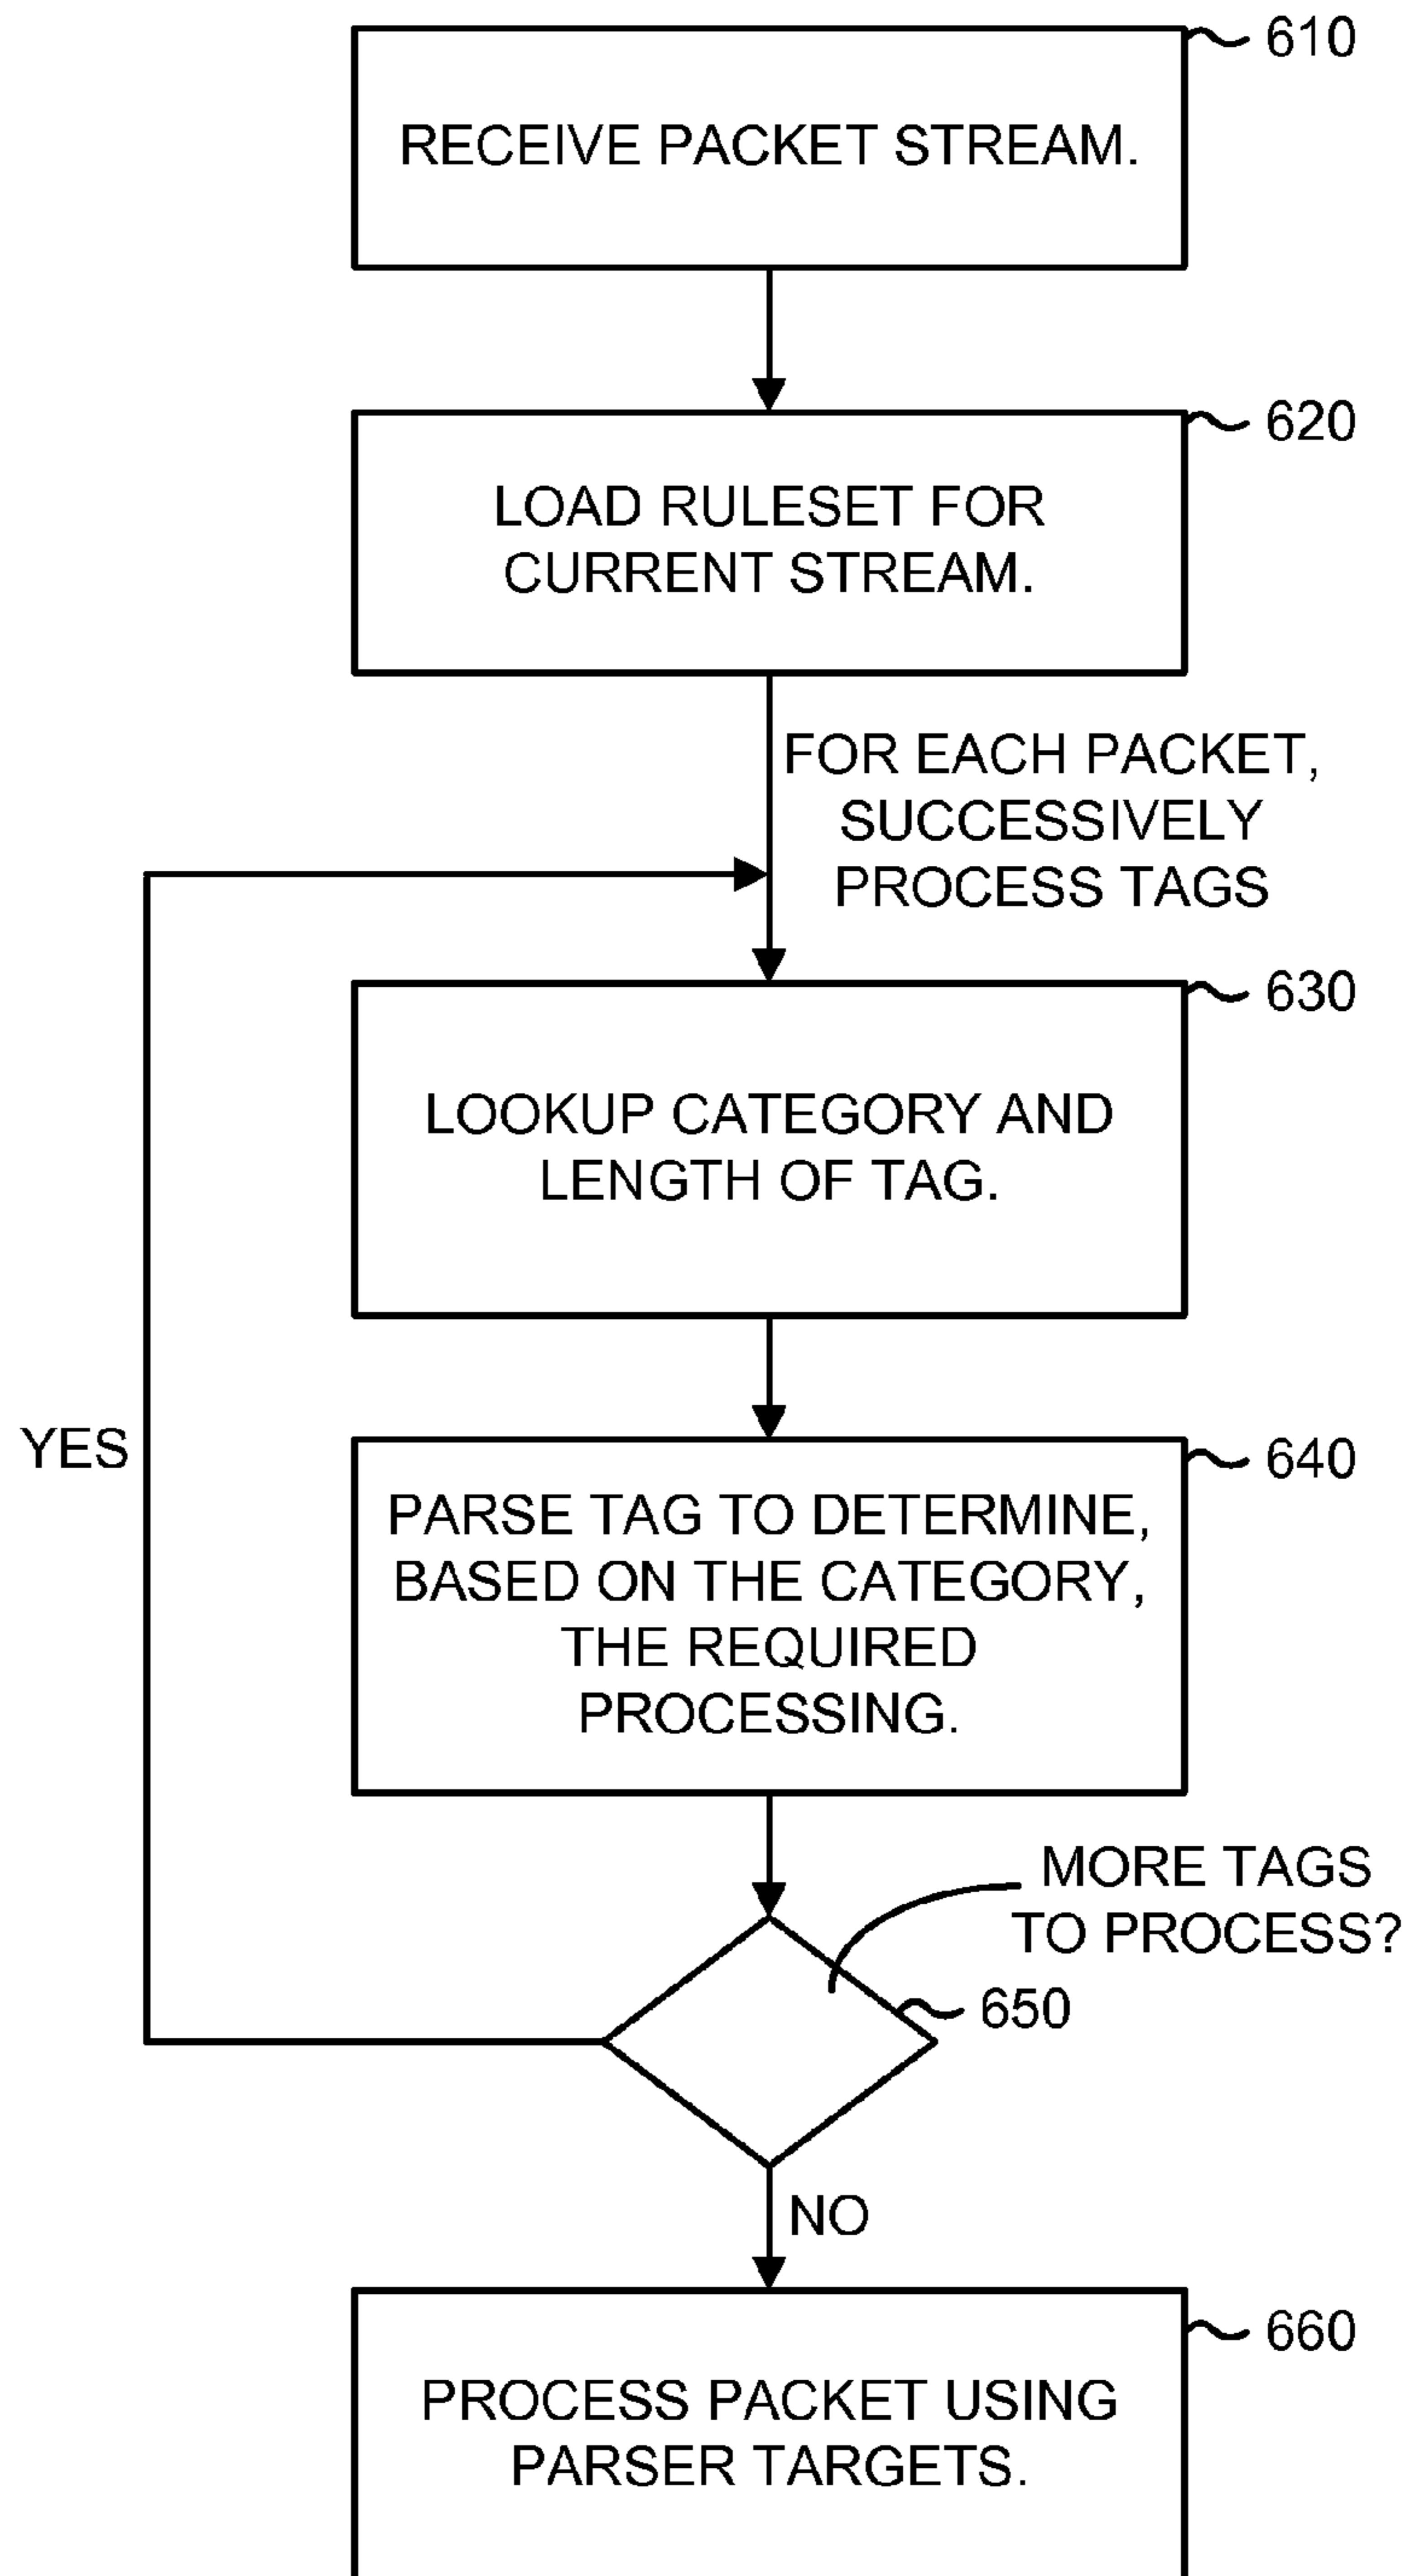 610
RECEIVE PACKET STREAM.
620
LOAD RULESET FOR
CURRENT STREAM.
FOR EACH PACKET,
SUCCESSIVELY
PROCESS TAGS
630
LOOKUP CATEGORY AND
LENGTH OF TAG.
YES
640
PARSE TAG TO DETERMINE,
BASED ON THE CATEGORY,
THE REQUIRED
PROCESSING.
MORE TAGS
TO PROCESS?
650
NO
660
PROCESS PACKET USING
PARSER TARGETS.